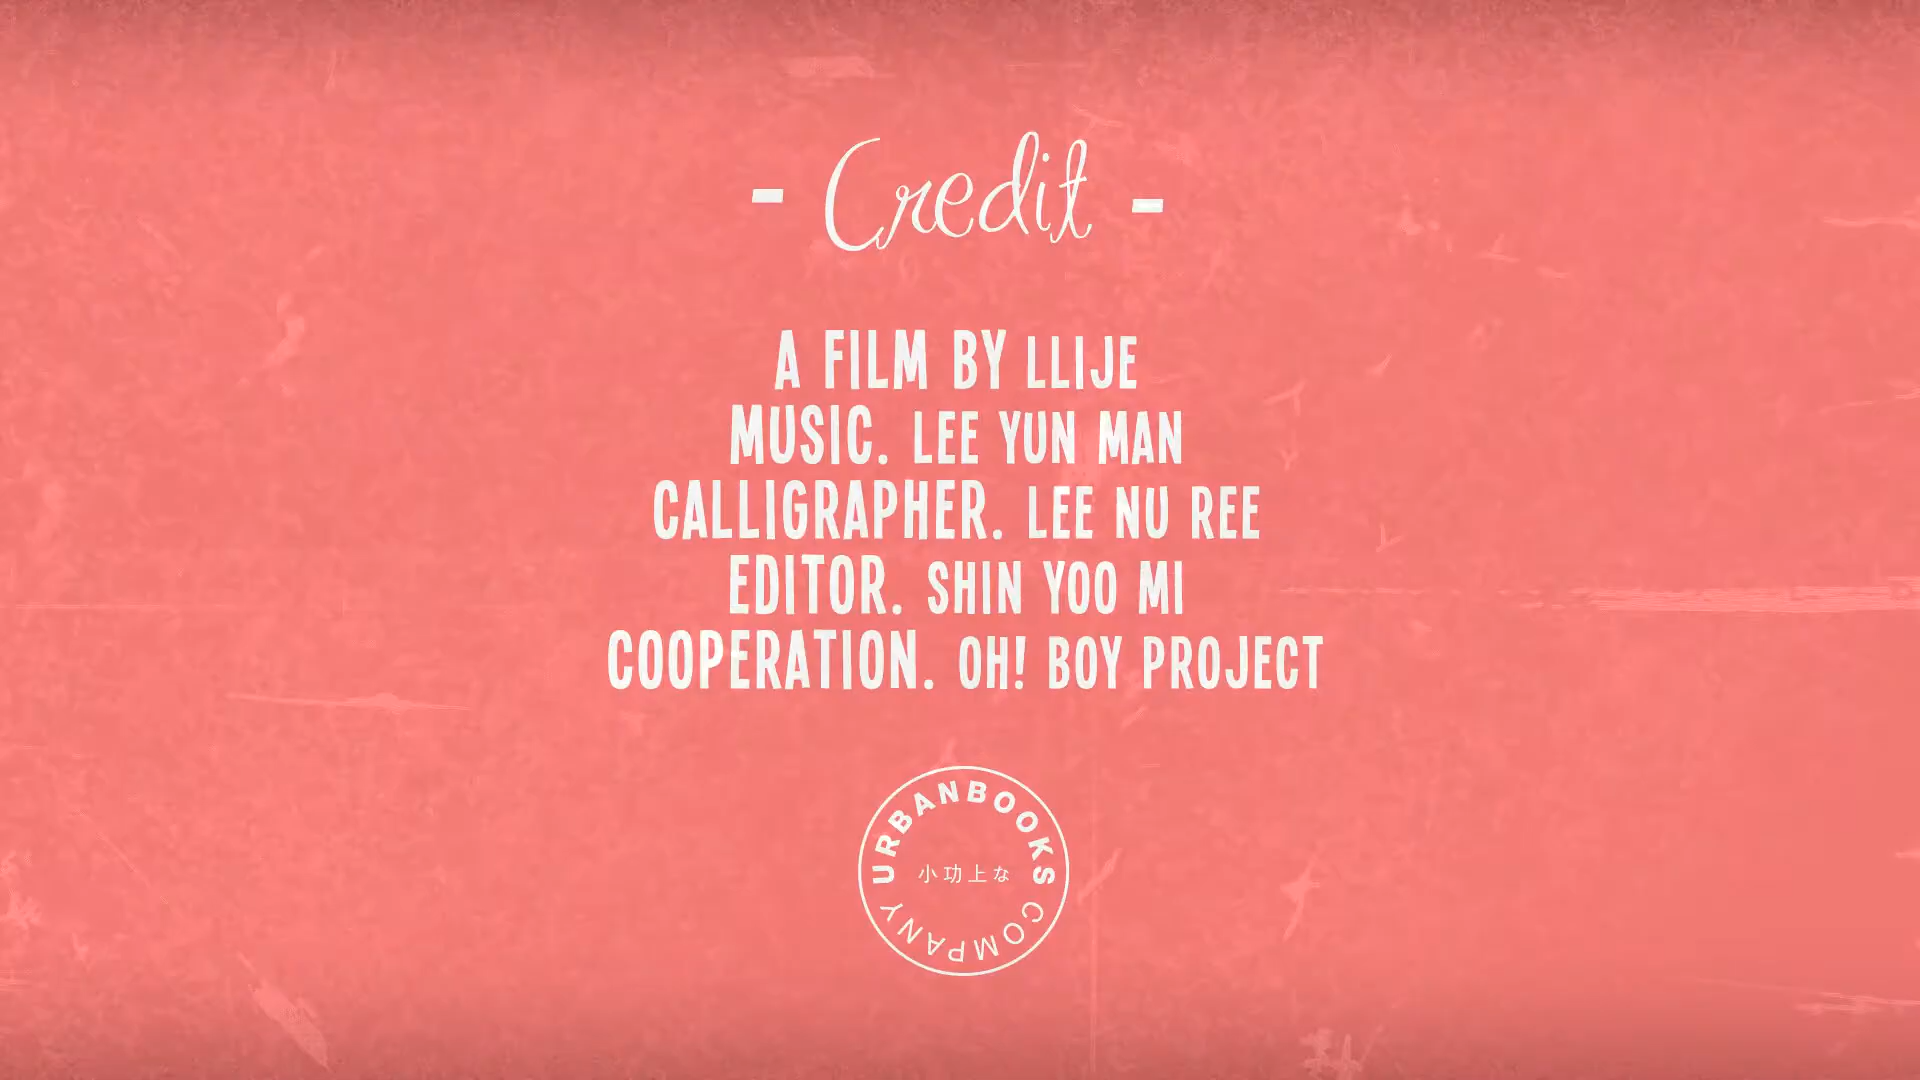 - Credit -
A FILM BY LLIJE
MUSIC. LEE YUN MAN
CALLIGRAPHER. LEE NU REE
EDITOR. SHIN YOO MI
COOPERATION. OH! BOY PROJECT
URBANBOOKS
小功上な
COMPANY